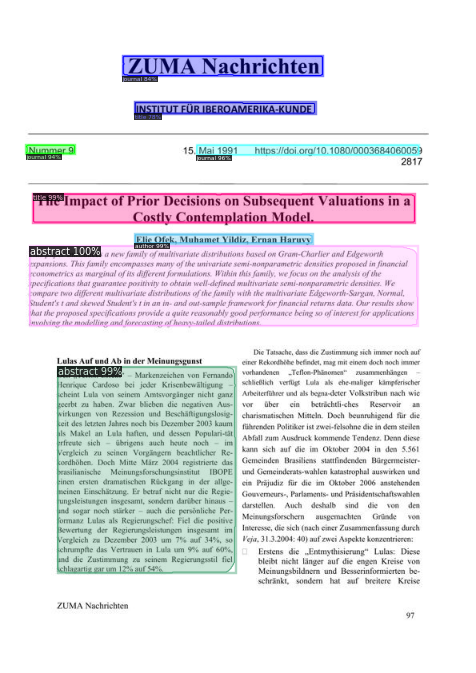 ZUMA Nachrichten
journal 84%
INSTITUT FÜR IBEROAMERIKA-KUNDE
title 78%
Nummer 9
journal 94%
15. Mai 1991 https://doi.org/10.1080/0003684060059
journal 96%
2817
title 99%
The Impact of Prior Decisions on Subsequent Valuations in a
Costly Contemplation Model.
Elie Ofek, Muhamet Yildiz, Ernan Haruvy
author 99%
abstract 100%
a new family of multivariate distributions based on Gram-Charlier and Edgeworth
expansions. This family encompasses many of the univariate semi-nonparametric densities proposed in financial
econometrics as marginal of its different formulations. Within this family, we focus on the analysis of the
specifications that guarantee positivity to obtain well-defined multivariate semi-nonparametric densities. We
compare two different multivariate distributions of the family with the multivariate Edgeworth-Sargan, Normal,
Student's t and skewed Student's t in an in- and out-sample framework for financial returns data. Our results show
that the proposed specifications provide a quite reasonably good performance being so of interest for applications
involving the modelling and forecasting of heavy-tailed distributions.
Lulas Auf und Ab in der Meinungsgunst
abstract 99%
– Markenzeichen von Fernando
Henrique Cardoso bei jeder Krisenbewältigung –
scheint Lula von seinem Amtsvorgänger nicht ganz
geerbt zu haben. Zwar blieben die negativen Aus-
wirkungen von Rezession und Beschäftigungslosig-
keit des letzten Jahres noch bis Dezember 2003 kaum
als Makel an Lula haften, und dessen Populari-tät
erfreute sich – übrigens auch heute noch – im
Vergleich zu seinen Vorgängern beachtlicher Re-
kordhöhen. Doch Mitte März 2004 registrierte das
brasilianische Meinungsforschungsinstitut IBOPE
einen ersten dramatischen Rückgang in der allge-
meinen Einschätzung. Er betraf nicht nur die Regie-
rungsleistungen insgesamt, sondern darüber hinaus –
und sogar noch stärker – auch die persönliche Per-
formanz Lulas als Regierungschef: Fiel die positive
Bewertung der Regierungsleistungen insgesamt im
Vergleich zu Dezember 2003 um 7% auf 34%, so
schrumpfte das Vertrauen in Lula um 9% auf 60%,
und die Zustimmung zu seinem Regierungsstil fiel
schlagartig gar um 12% auf 54%.
Die Tatsache, dass die Zustimmung sich immer noch auf
einer Rekordhöhe befindet, mag mit einem doch noch immer
vorhandenen „Teflon-Phänomen“ zusammenhängen –
schließlich verfügt Lula als ehe-maliger kämpferischer
Arbeiterführer und als begna-deter Volkstribun nach wie
vor über ein beträchtli-ches Reservoir an
charismatischen Mitteln. Doch beunruhigend für die
führenden Politiker ist zwei-felsohne die in dem steilen
Abfall zum Ausdruck kommende Tendenz. Denn diese
kann sich auf die im Oktober 2004 in den 5.561
Gemeinden Brasiliens stattfindenden Bürgermeister-
und Gemeinderats-wahlen katastrophal auswirken und
ein Präjudiz für die im Oktober 2006 anstehenden
Gouverneurs-, Parlaments- und Präsidentschaftswahlen
darstellen. Auch deshalb sind die von den
Meinungsforschern ausgemachten Gründe von
Interesse, die sich (nach einer Zusammenfassung durch
Veja, 31.3.2004: 40) auf zwei Aspekte konzentrieren:
Erstens die „Entmythisierung“ Lulas: Diese
bleibt nicht länger auf die engen Kreise von
Meinungsbildnern und Besserinformierten be-
schränkt, sondern hat auf breitere Kreise
ZUMA Nachrichten
97